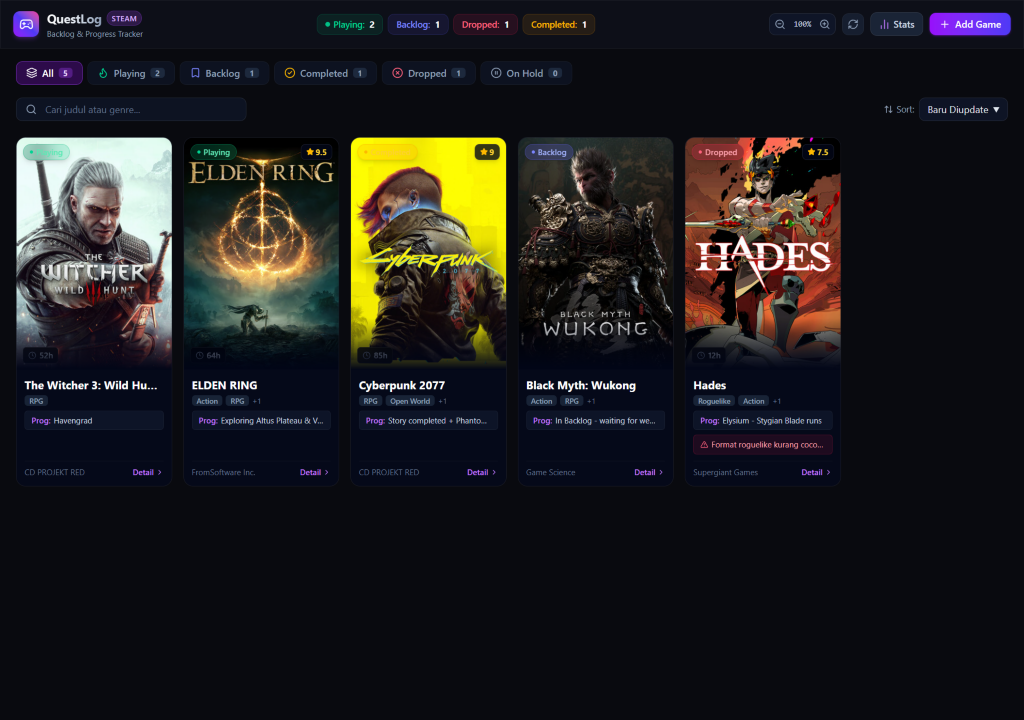 QuestLog STEAM
Backlog & Progress Tracker
Playing: 2
Backlog: 1
Dropped: 1
Completed: 1
100%
Stats
+ Add Game
All 5
Playing 2
Backlog 1
Completed 1
Dropped 1
On Hold 0
Cari judul atau genre...
Sort:
Baru Diupdate
THE
WITCHER
WILD HUNT
52h
The Witcher 3: Wild Hu...
RPG
Prog: Havengrad
CD PROJEKT RED
Detail
Playing
9.5
ELDEN RING
64h
ELDEN RING
Action RPG +1
Prog: Exploring Altus Plateau & V...
FromSoftware Inc.
Detail
9
Cyberpunk
2077
85h
Cyberpunk 2077
RPG Open World +1
Prog: Story completed + Phanto...
CD PROJEKT RED
Detail
Backlog
BLACK MYTH
WUKONG
Black Myth: Wukong
Action RPG +1
Prog: In Backlog - waiting for we...
Game Science
Detail
Dropped
7.5
HADES
12h
Hades
Roguelike Action +1
Prog: Elysium - Stygian Blade runs
Format roguelike kurang coco...
Supergiant Games
Detail